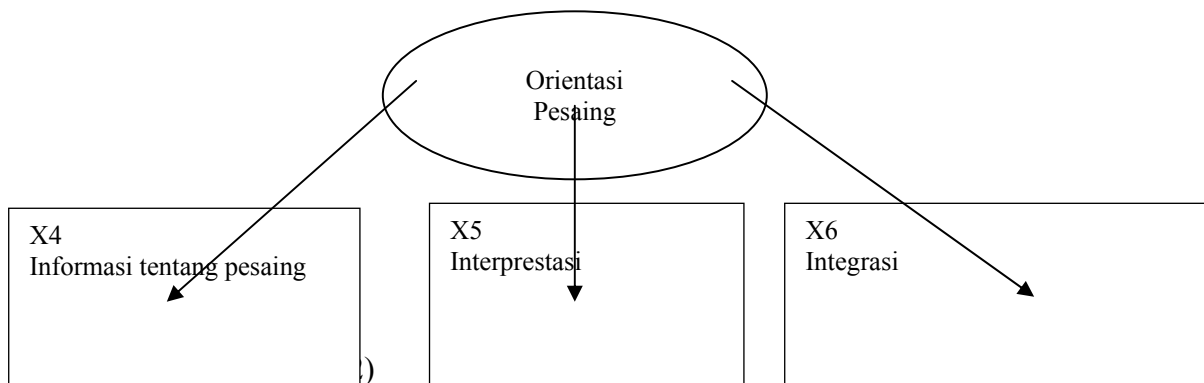 Orientasi
Pesaing
X4
Informasi tentang pesaing
X5
Interprestasi
X6
Integrasi